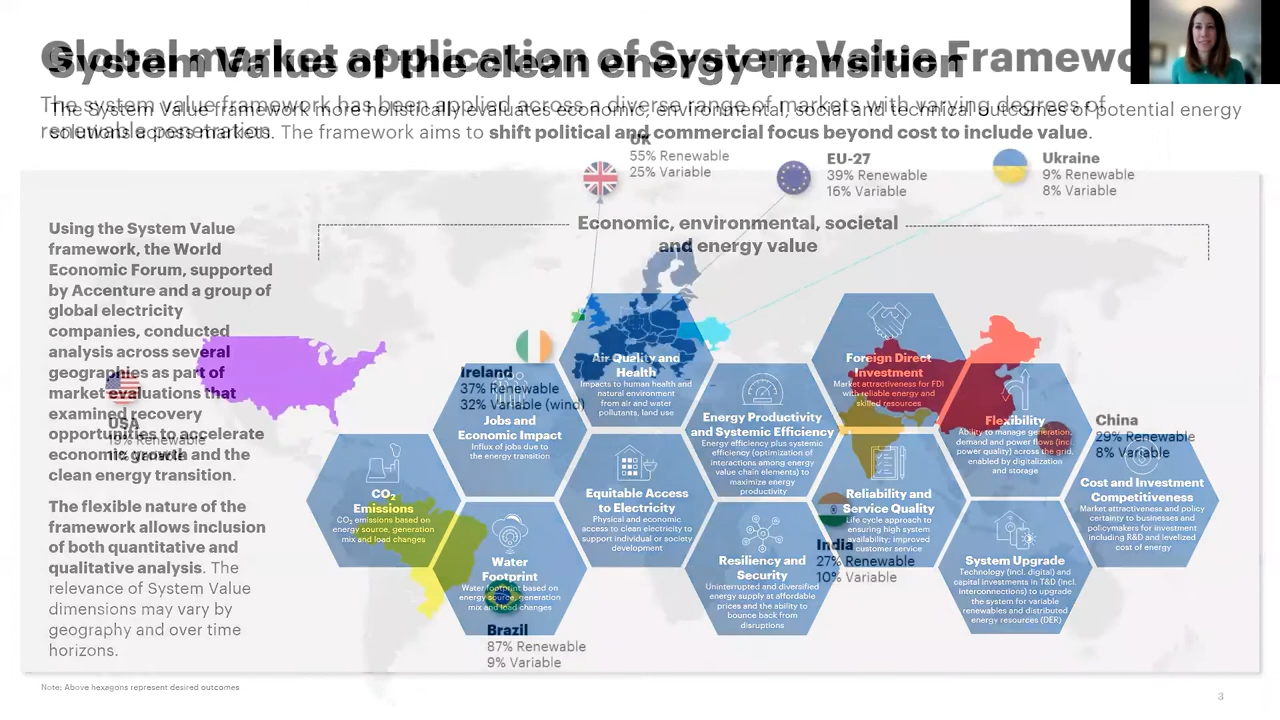 Global market application of System Value Framewo
System Value of the clean energy transition
The system value framework has been applied across a diverse range of markets with varying degrees of
renewable penetration.
The System Value framework more holistically evaluates economic, environmental, social and technical outcomes of potential energy
solutions across markets. The framework aims to shift political and commercial focus beyond cost to include value.
UK
55% Renewable
25% Variable
EU-27
39% Renewable
16% Variable
Ukraine
9% Renewable
8% Variable
Economic, environmental, societal
and energy value
Using the System Value
framework, the World
Economic Forum, supported
by Accenture and a group of
global electricity
companies, conducted
analysis across several
geographies as part of
market evaluations that
examined recovery
opportunities to accelerate
economic growth and the
clean energy transition.
The flexible nature of the
framework allows inclusion
of both quantitative and
qualitative analysis. The
relevance of System Value
dimensions may vary by
geography and over time
horizons.
USA
Renewable
11% Variable
Ireland
37% Renewable
32% Variable (wind)
Air Quality and
Health
Impacts to human health and
natural environment
from air and water
pollutants, land use
Foreign Direct
Investment
Market attractiveness for FDI
with reliable energy and
skilled resources
Jobs and
Economic Impact
Influx of jobs due to
the energy transition
Energy Productivity
and Systemic Efficiency
Energy efficiency plus systemic
efficiency (optimization of
interactions among energy
value chain elements) to
maximize energy
productivity
Flexibility
Ability to manage generation,
demand and power flows (incl.
power quality) across the grid,
enabled by digitalization
and storage
China
29% Renewable
8% Variable
CO₂
Emissions
CO₂ emissions based on
energy source, generation
mix and load changes
Equitable Access
to Electricity
Physical and economic
access to clean electricity to
support individual or society
development
Reliability and
Service Quality
Life cycle approach to
ensuring high system
availability; improved
customer service
Cost and Investment
Competitiveness
Market attractiveness and policy
certainty to businesses and
policymakers for investment
including R&D and levelized
cost of energy
Water
Footprint
Water footprint based on
energy source, generation
mix and load changes
Resiliency and
Security
Uninterrupted and diversified
energy supply at affordable
prices and the ability to
bounce back from
disruptions
India
27% Renewable
10% Variable
System Upgrade
Technology (incl. digital) and
capital investments in T&D (incl.
interconnections) to upgrade
the system for variable
renewables and distributed
energy resources (DER)
Brazil
87% Renewable
9% Variable
Note: Above hexagons represent desired outcomes
3